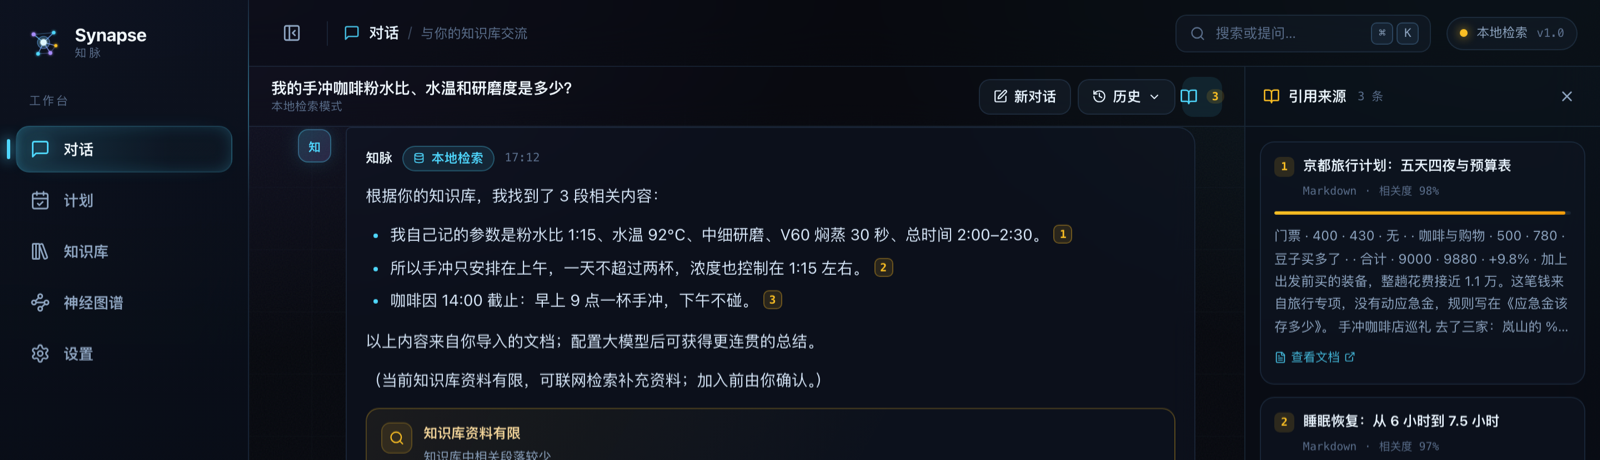 Synapse
知脉
工作台
对话
计划
知识库
神经图谱
设置
对话 / 与你的知识库交流
搜索或提问... ⌘ K
本地检索 v1.0
我的手冲咖啡粉水比、水温和研磨度是多少?
本地检索模式
新对话
历史
3
知
知脉 本地检索 17:12
根据你的知识库，我找到了 3 段相关内容：
• 我自己记的参数是粉水比 1:15、水温 92°C、中细研磨、V60 焖蒸 30 秒、总时间 2:00–2:30。 1
• 所以手冲只安排在上午，一天不超过两杯，浓度也控制在 1:15 左右。 2
• 咖啡因 14:00 截止：早上 9 点一杯手冲，下午不碰。 3
以上内容来自你导入的文档；配置大模型后可获得更连贯的总结。
（当前知识库资料有限，可联网检索补充资料；加入前由你确认。）
知识库资料有限
知识库中相关段落较少
引用来源 3 条
1 京都旅行计划：五天四夜与预算表
Markdown · 相关度 98%
门票 · 400 · 430 · 无 · · 咖啡与购物 · 500 · 780 ·
豆子买多了 · · 合计 · 9000 · 9880 · +9.8% · 加上
出发前买的装备，整趟花费接近 1.1 万。这笔钱来
自旅行专项，没有动应急金，规则写在《应急金该
存多少》。 手冲咖啡店巡礼 去了三家：岚山的 %...
查看文档
2 睡眠恢复：从 6 小时到 7.5 小时
Markdown · 相关度 97%